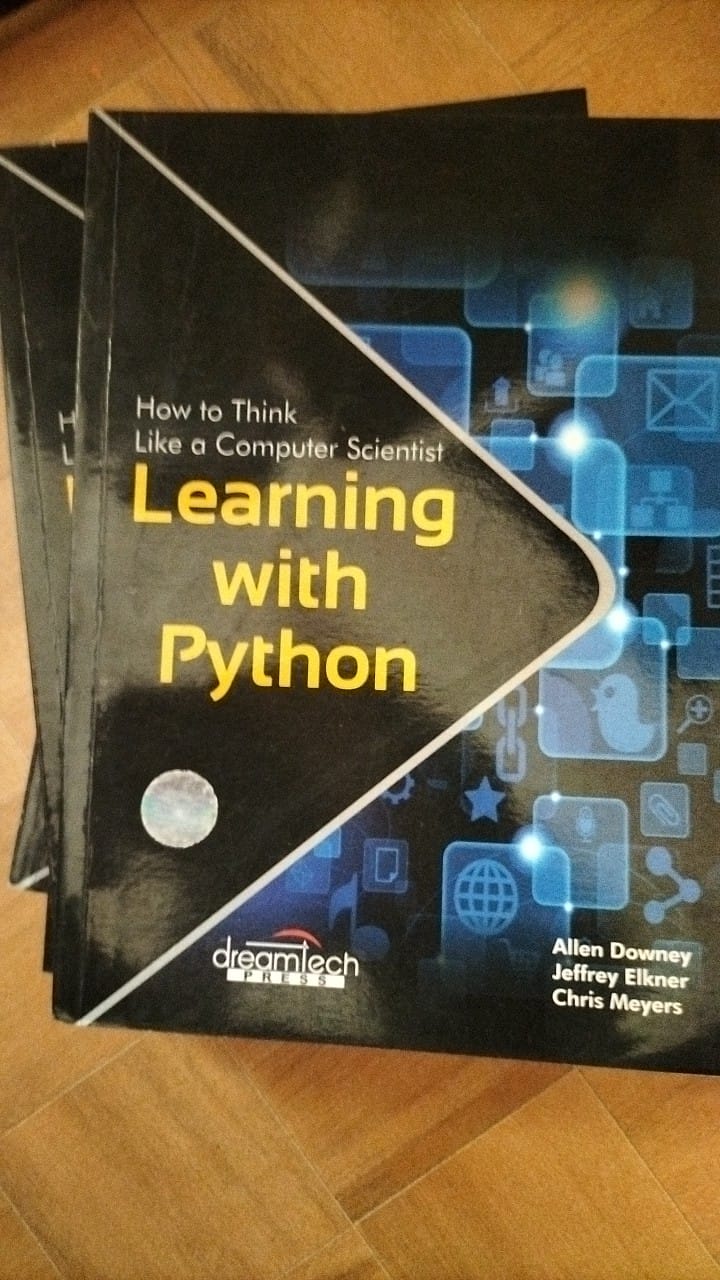 How to Think
Like a Computer Scientist
Learning
with
Python
dreamtech
PRESS
Allen Downey
Jeffrey Elkner
Chris Meyers
H
L